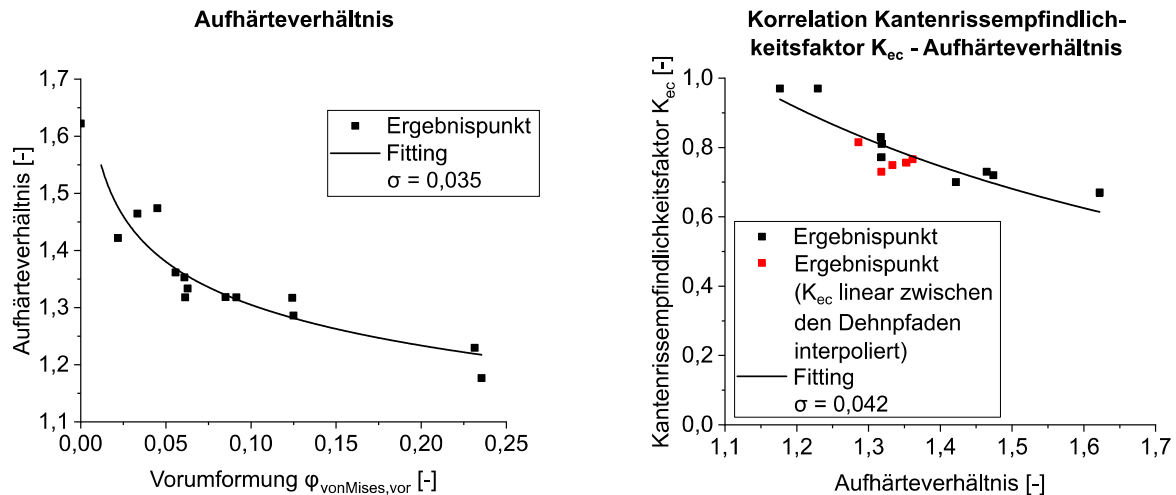 Aufhärteverhältnis
Aufhärteverhältnis [-]
1,7
1,6
1,5
1,4
1,3
1,2
1,1
0,00
0,05
0,10
0,15
0,20
0,25
Vorumformung φvonMises,vor [-]
Ergebnispunkt
Fitting
σ = 0,035
Korrelation Kantenrissempfindlich-
keitsfaktor Kec - Aufhärteverhältnis
Kantenrissempfindlichkeitsfaktor Kec [-]
1,0
0,8
0,6
0,4
0,2
0,0
1,1
1,2
1,3
1,4
1,5
1,6
1,7
Aufhärteverhältnis [-]
Ergebnispunkt
Ergebnispunkt
(Kec linear zwischen
den Dehnpfaden
interpoliert)
Fitting
σ = 0,042